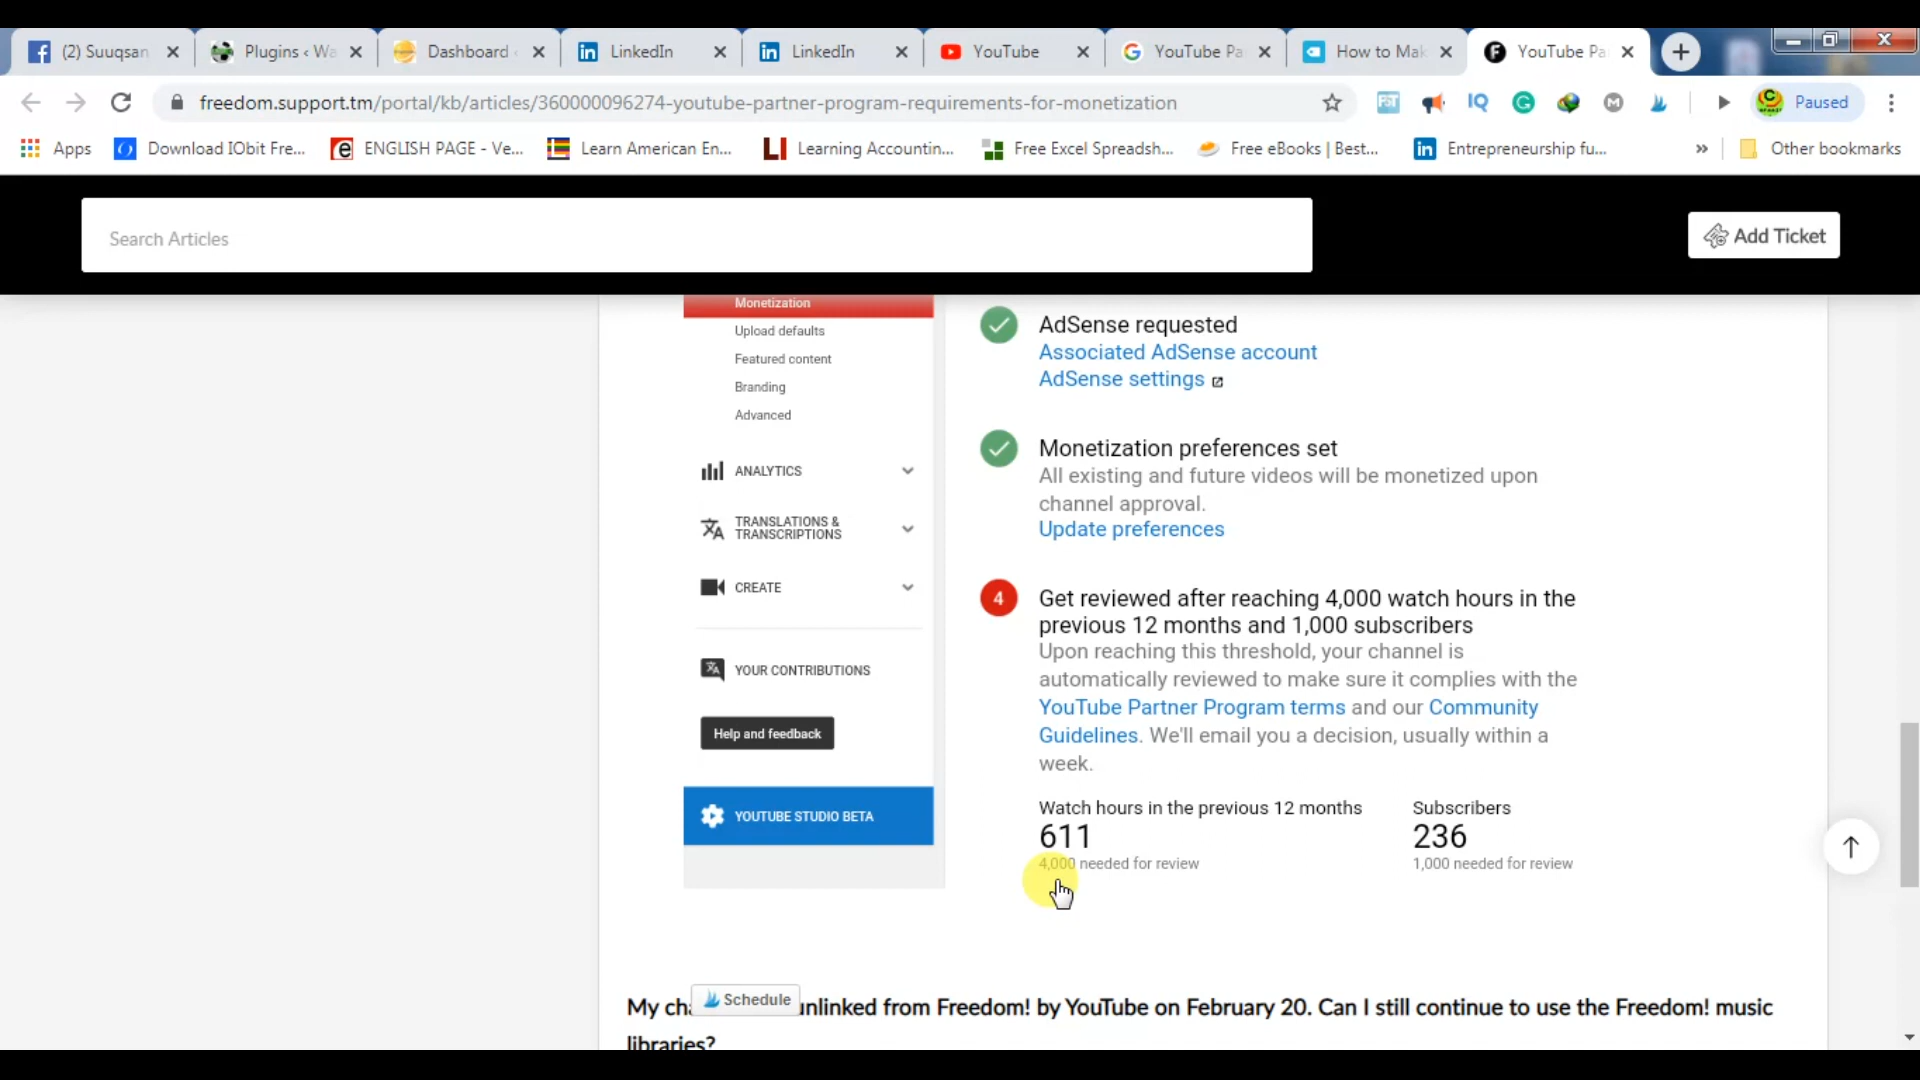 (2) Suuqsan
Plugins ‹ Wa
Dashboard ‹
LinkedIn
LinkedIn
YouTube
YouTube Pa
How to Mak
YouTube Pa
freedom.support.tm/portal/kb/articles/360000096274-youtube-partner-program-requirements-for-monetization
Paused
Apps
Download IObit Fre...
ENGLISH PAGE - Ve...
Learn American En...
Learning Accountin...
Free Excel Spreadsh...
Free eBooks | Best...
Entrepreneurship fu...
»
Other bookmarks
Search Articles
Add Ticket
Monetization
Upload defaults
Featured content
Branding
Advanced
ANALYTICS
TRANSLATIONS &
TRANSCRIPTIONS
CREATE
YOUR CONTRIBUTIONS
Help and feedback
YOUTUBE STUDIO BETA
AdSense requested
Associated AdSense account
AdSense settings
Monetization preferences set
All existing and future videos will be monetized upon
channel approval.
Update preferences
4
Get reviewed after reaching 4,000 watch hours in the
previous 12 months and 1,000 subscribers
Upon reaching this threshold, your channel is
automatically reviewed to make sure it complies with the
YouTube Partner Program terms and our Community
Guidelines. We'll email you a decision, usually within a
week.
Watch hours in the previous 12 months
611
4,000 needed for review
Subscribers
236
1,000 needed for review
Schedule
My cha unlinked from Freedom! by YouTube on February 20. Can I still continue to use the Freedom! music
libraries?